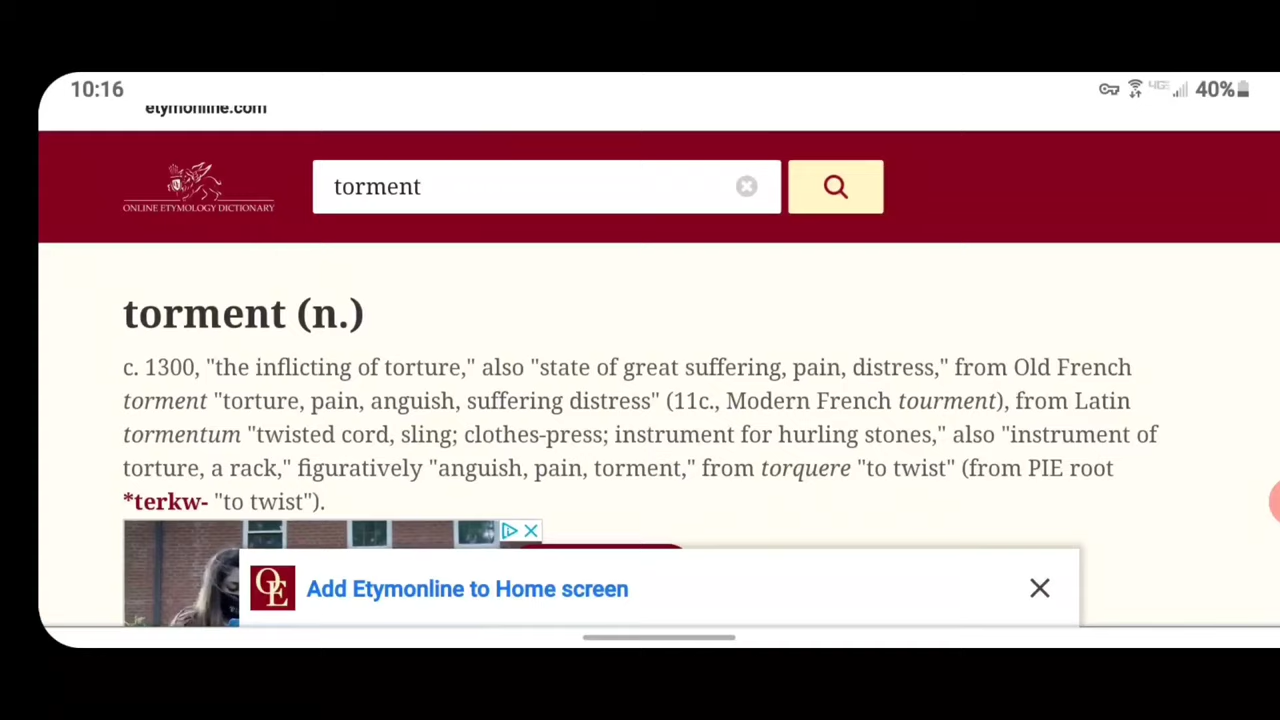 10:16
40%
etymonline.com
torment
ONLINE ETYMOLOGY DICTIONARY
torment (n.)
c. 1300, "the inflicting of torture," also "state of great suffering, pain, distress," from Old French
torment "torture, pain, anguish, suffering distress" (11c., Modern French tourment), from Latin
tormentum "twisted cord, sling; clothes-press; instrument for hurling stones," also "instrument of
torture, a rack," figuratively "anguish, pain, torment," from torquere "to twist" (from PIE root
*terkw- "to twist").
OE Add Etymonline to Home screen